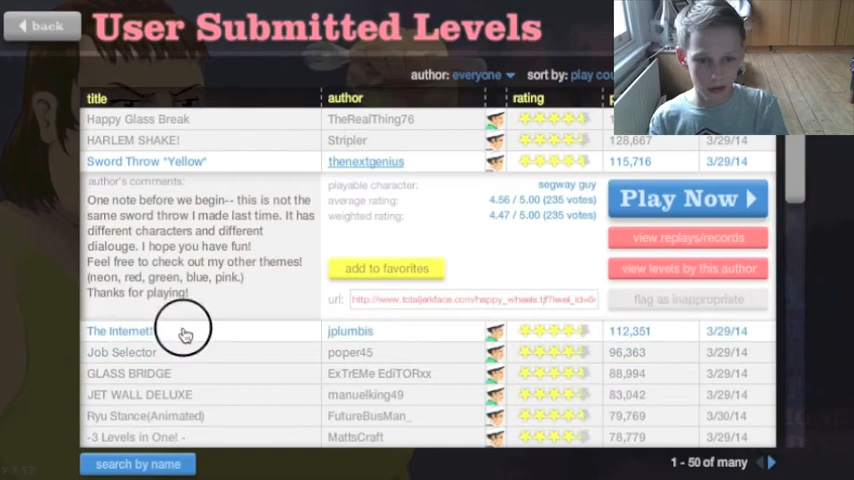 back
User Submitted Levels
author: everyone sort by: play cou
title author rating p
Happy Glass Break TheRealThing76
HARLEM SHAKE! Stripler 128,667 3/29/14
Sword Throw "Yellow" thenextgenius 115,716 3/29/14
author's comments:
One note before we begin-- this is not the
same sword throw I made last time. It has
different characters and different
dialouge. I hope you have fun!
Feel free to check out my other themes!
(neon, red, green, blue, pink.)
Thanks for playing!
playable character: segway guy
average rating: 4.56 / 5.00 (235 votes)
weighted rating: 4.47 / 5.00 (235 votes)
add to favorites
url: http://www.totaljerkface.com/happy_wheels.tjf?level_id=6
Play Now
view replays/records
view levels by this author
flag as inappropriate
The Internet! jplumbis 112,351 3/29/14
Job Selector poper45 96,363 3/29/14
GLASS BRIDGE ExTrEMe EdiTORxx 88,994 3/29/14
JET WALL DELUXE manuelking49 83,042 3/29/14
Ryu Stance(Animated) FutureBusMan_ 79,769 3/30/14
-3 Levels in One! - MattsCraft 78,779 3/29/14
search by name
1 - 50 of many